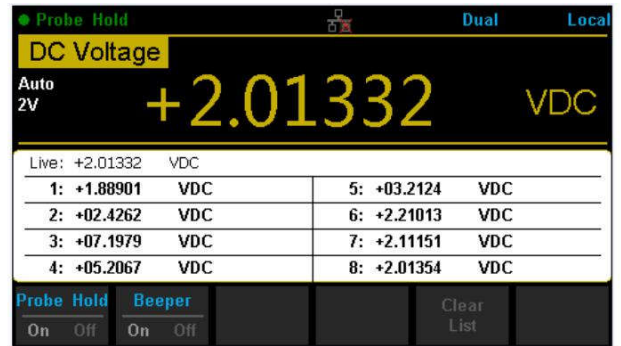 Probe Hold Dual Local
DC Voltage
Auto
2V
+2.01332 VDC
Live: +2.01332 VDC
1: +1.88901 VDC 5: +03.2124 VDC
2: +02.4262 VDC 6: +2.21013 VDC
3: +07.1979 VDC 7: +2.11151 VDC
4: +05.2067 VDC 8: +2.01354 VDC
Probe Hold Beeper Clear
On Off On Off List